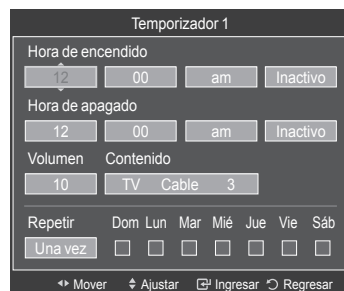 Temporizador 1
Hora de encendido
12 00 am Inactivo
Hora de apagado
12 00 am Inactivo
Volumen Contenido
10 TV Cable 3
Repetir Dom Lun Mar Mié Jue Vie Sáb
Una vez
Mover Ajustar Ingresar Regresar